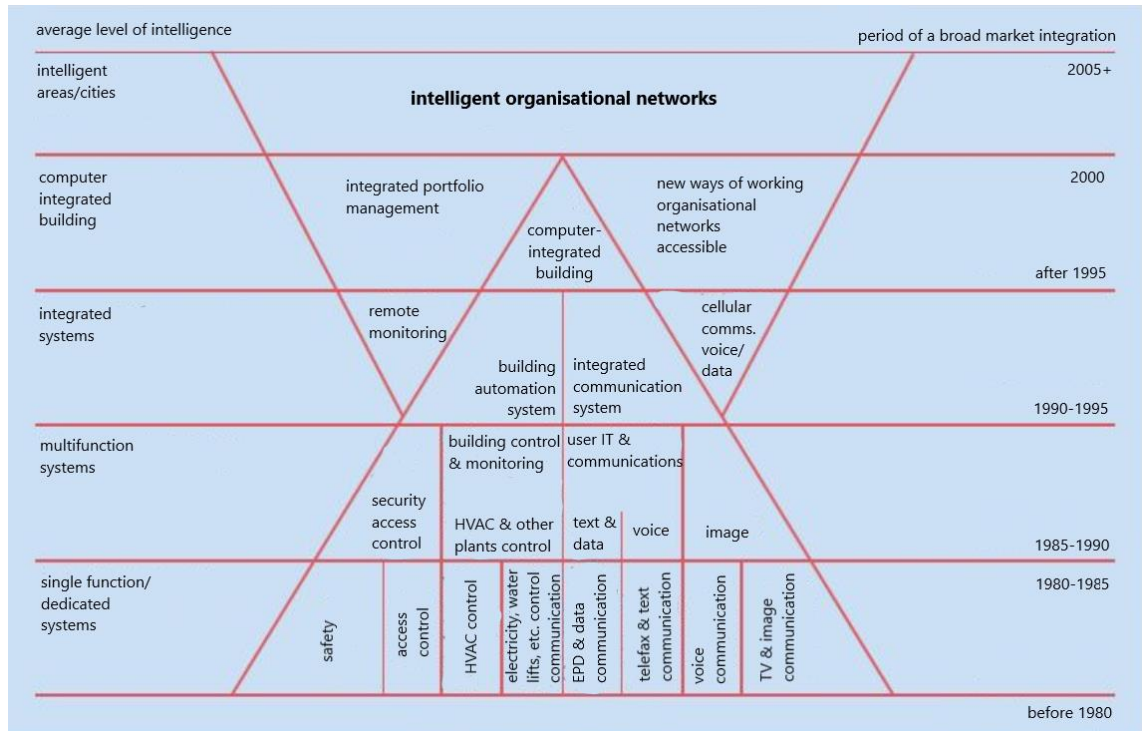 average level of intelligence
period of a broad market integration
intelligent
areas/cities
intelligent organisational networks
2005+
computer
integrated
building
integrated portfolio
management
computer-
integrated
building
new ways of working
organisational
networks
accessible
2000
after 1995
integrated
systems
remote
monitoring
building
automation
system
integrated
communication
system
cellular
comms.
voice/
data
1990-1995
multifunction
systems
security
access
control
building control
& monitoring
HVAC & other
plants control
user IT &
communications
text &
data
voice
image
1985-1990
single function/
dedicated
systems
safety
access
control
HVAC control
electricity, water
lifts, etc. control
communication
EPD & data
communication
telefax & text
communication
voice
communication
TV & image
communication
1980-1985
before 1980